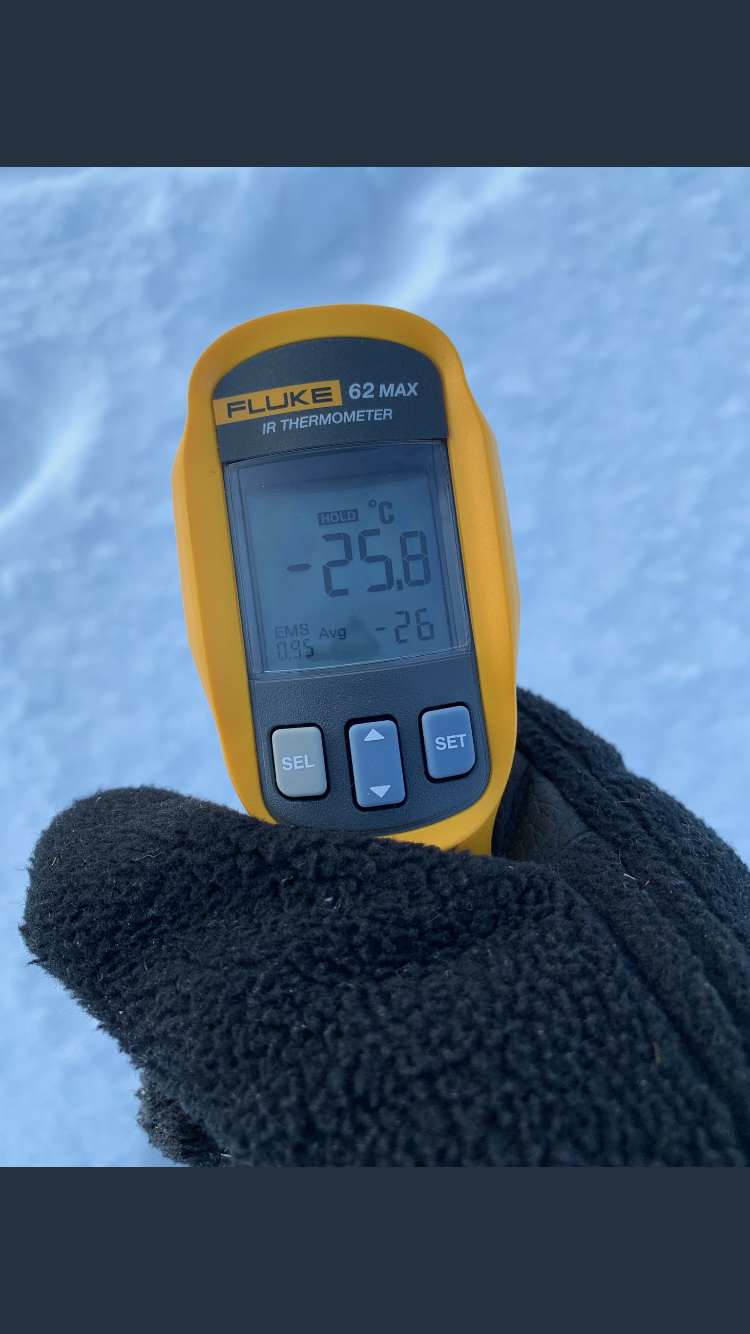 FLUKE 62 MAX
IR THERMOMETER
HOLD °C
-25.8
EMS Avg -26
0.95
SEL SET